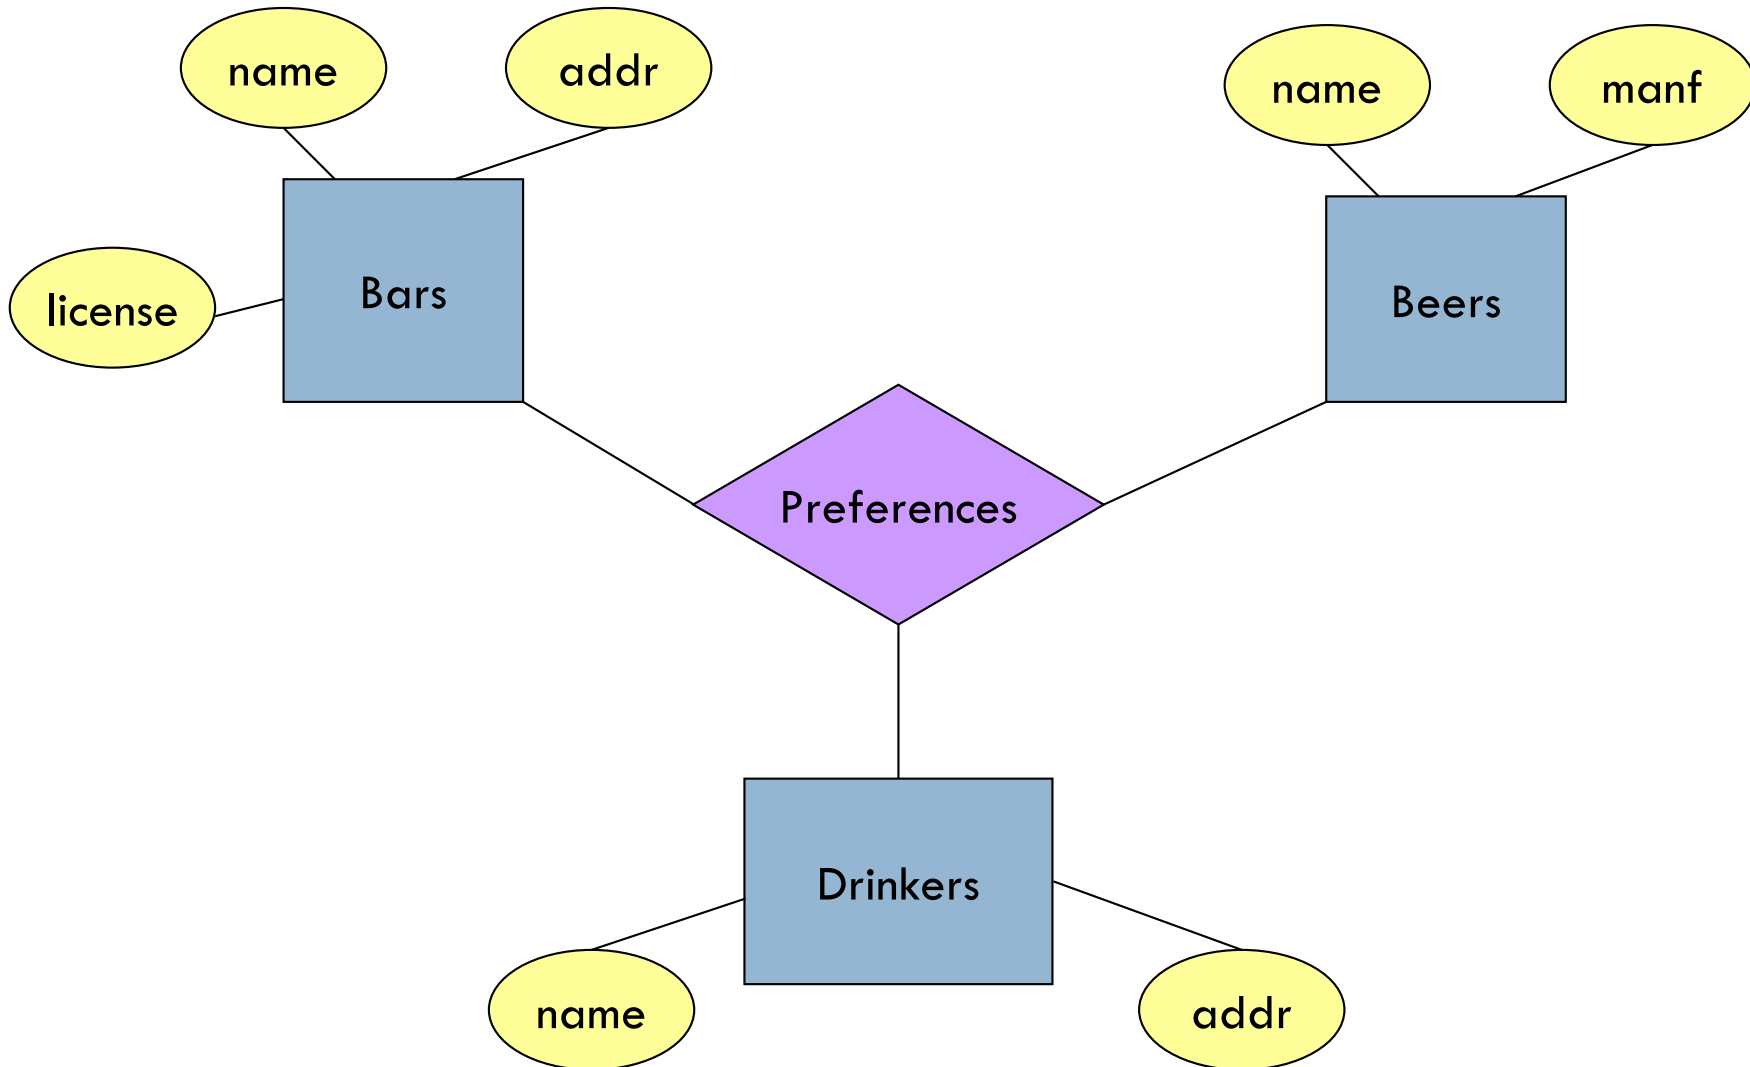 name
addr
name
manf
license
Bars
Beers
Preferences
Drinkers
name
addr